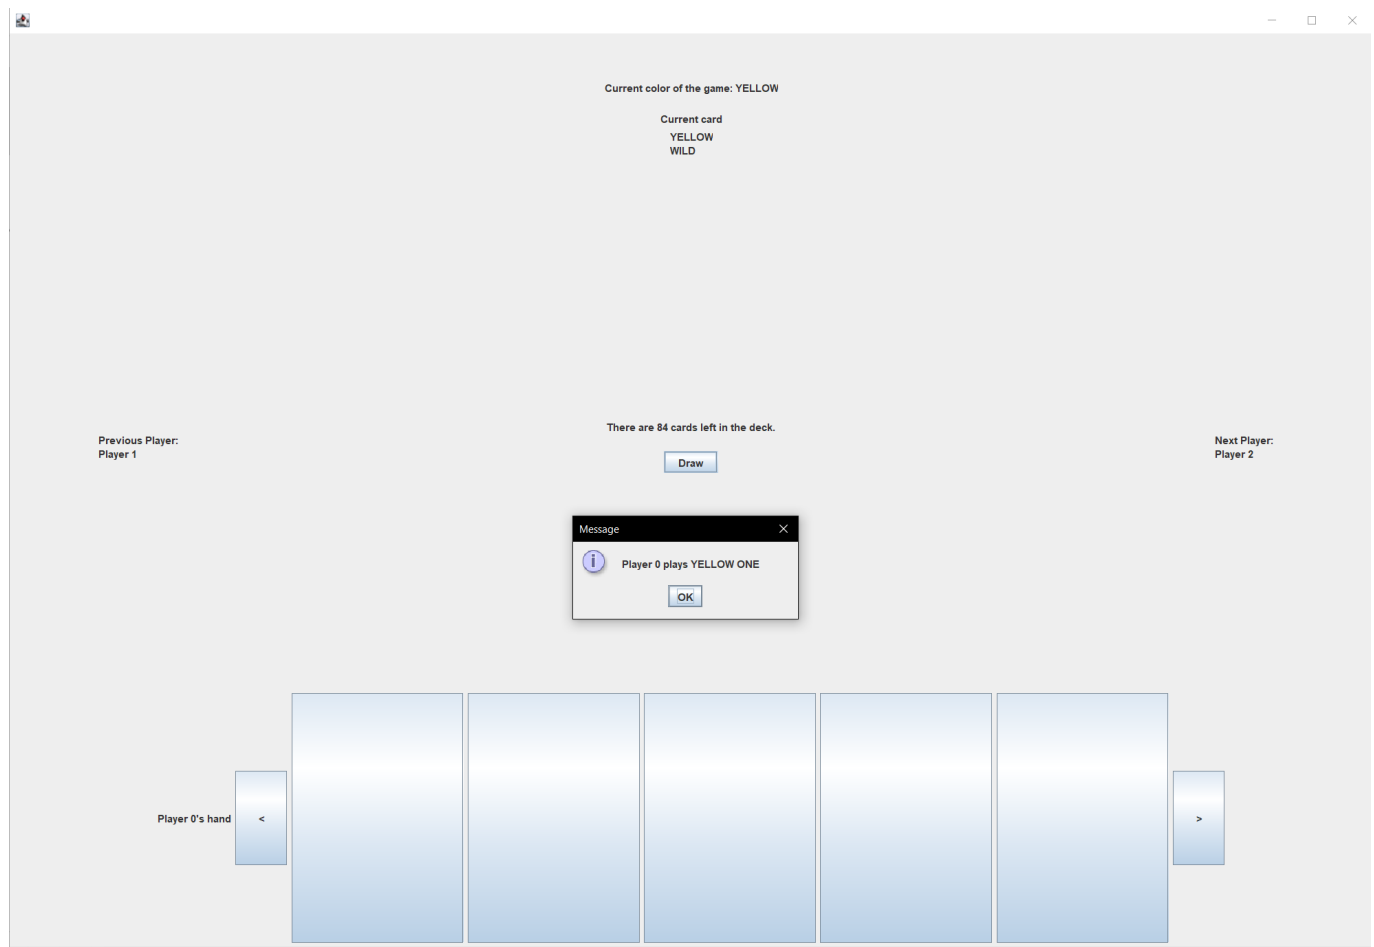 Current color of the game: YELLOW
Current card
YELLOW
WILD
There are 84 cards left in the deck.
Previous Player:
Player 1
Next Player:
Player 2
Draw
Message
Player 0 plays YELLOW ONE
OK
Player 0's hand
<
>